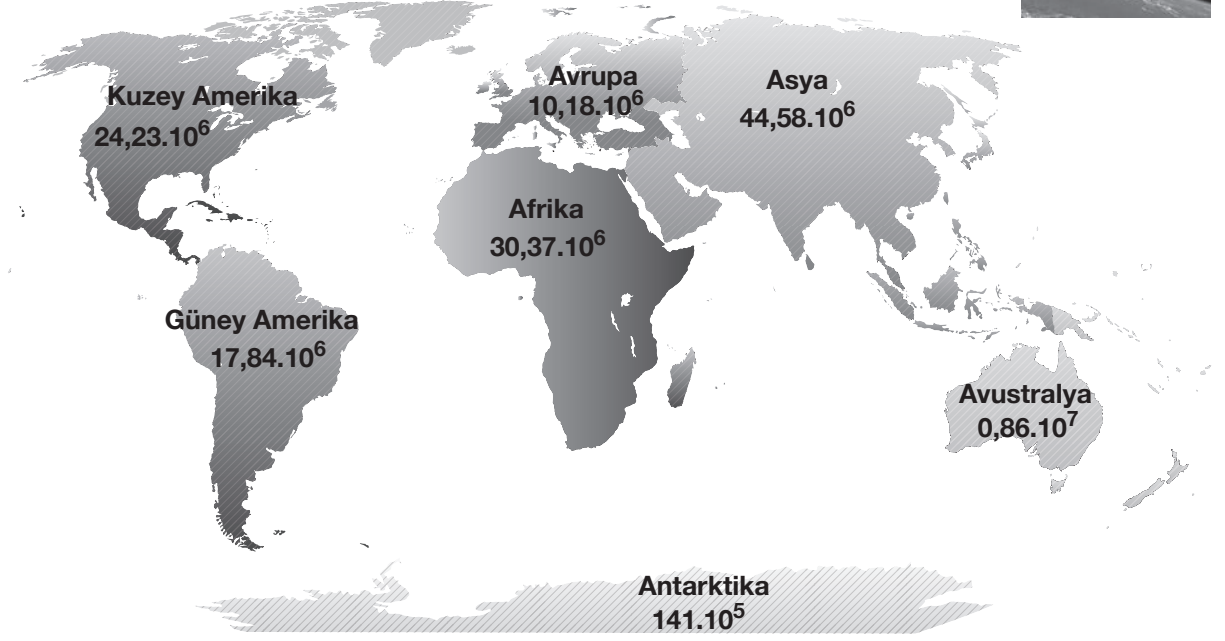 Kuzey Amerika
24,23.10⁶
Avrupa
10,18.10⁶
Asya
44,58.10⁶
Afrika
30,37.10⁶
Güney Amerika
17,84.10⁶
Avustralya
0,86.10⁷
Antarktika
141.10⁵